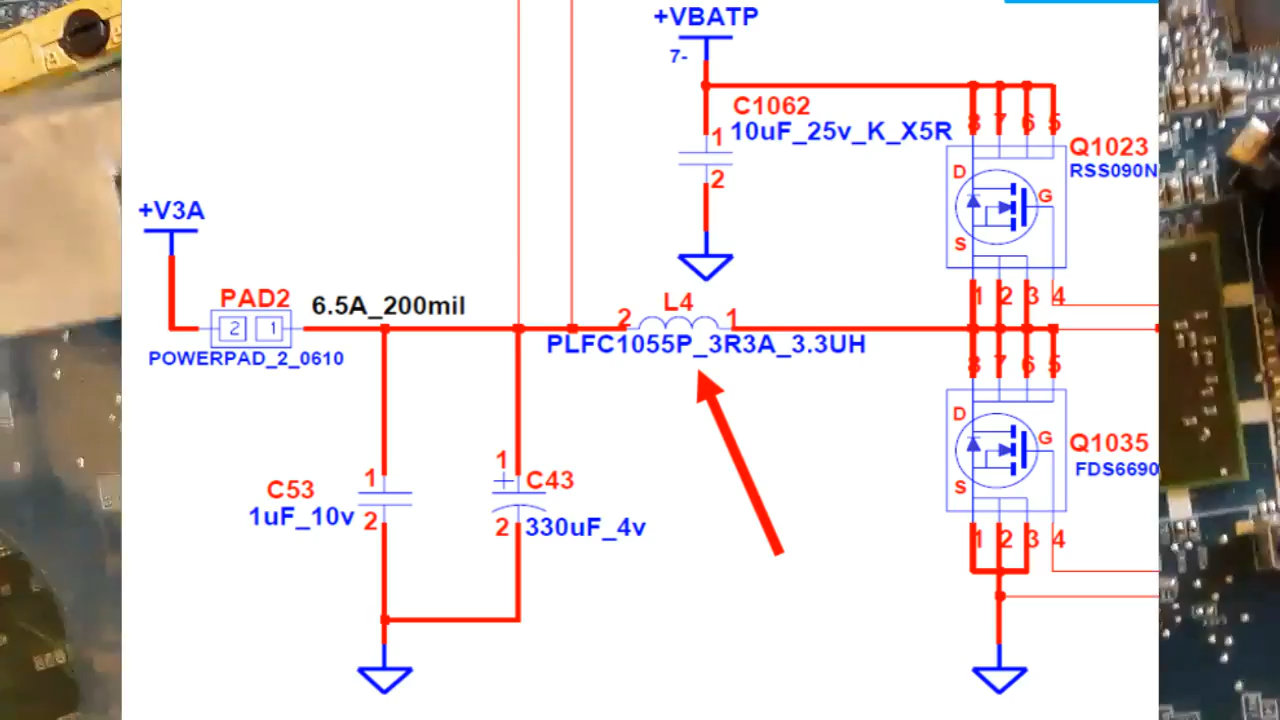 +VBATP
7-
C1062
10uF_25v_K_X5R
1
2
8 7 6 5
Q1023
RSS090N
D
G
S
1 2 3 4
+V3A
PAD2
2 1
POWERPAD_2_0610
6.5A_200mil
L4
2 1
PLFC1055P_3R3A_3.3UH
8 7 6 5
Q1035
FDS6690
D
G
S
1 2 3 4
C53
1uF_10v
1
2
1
+
C43
330uF_4v
2